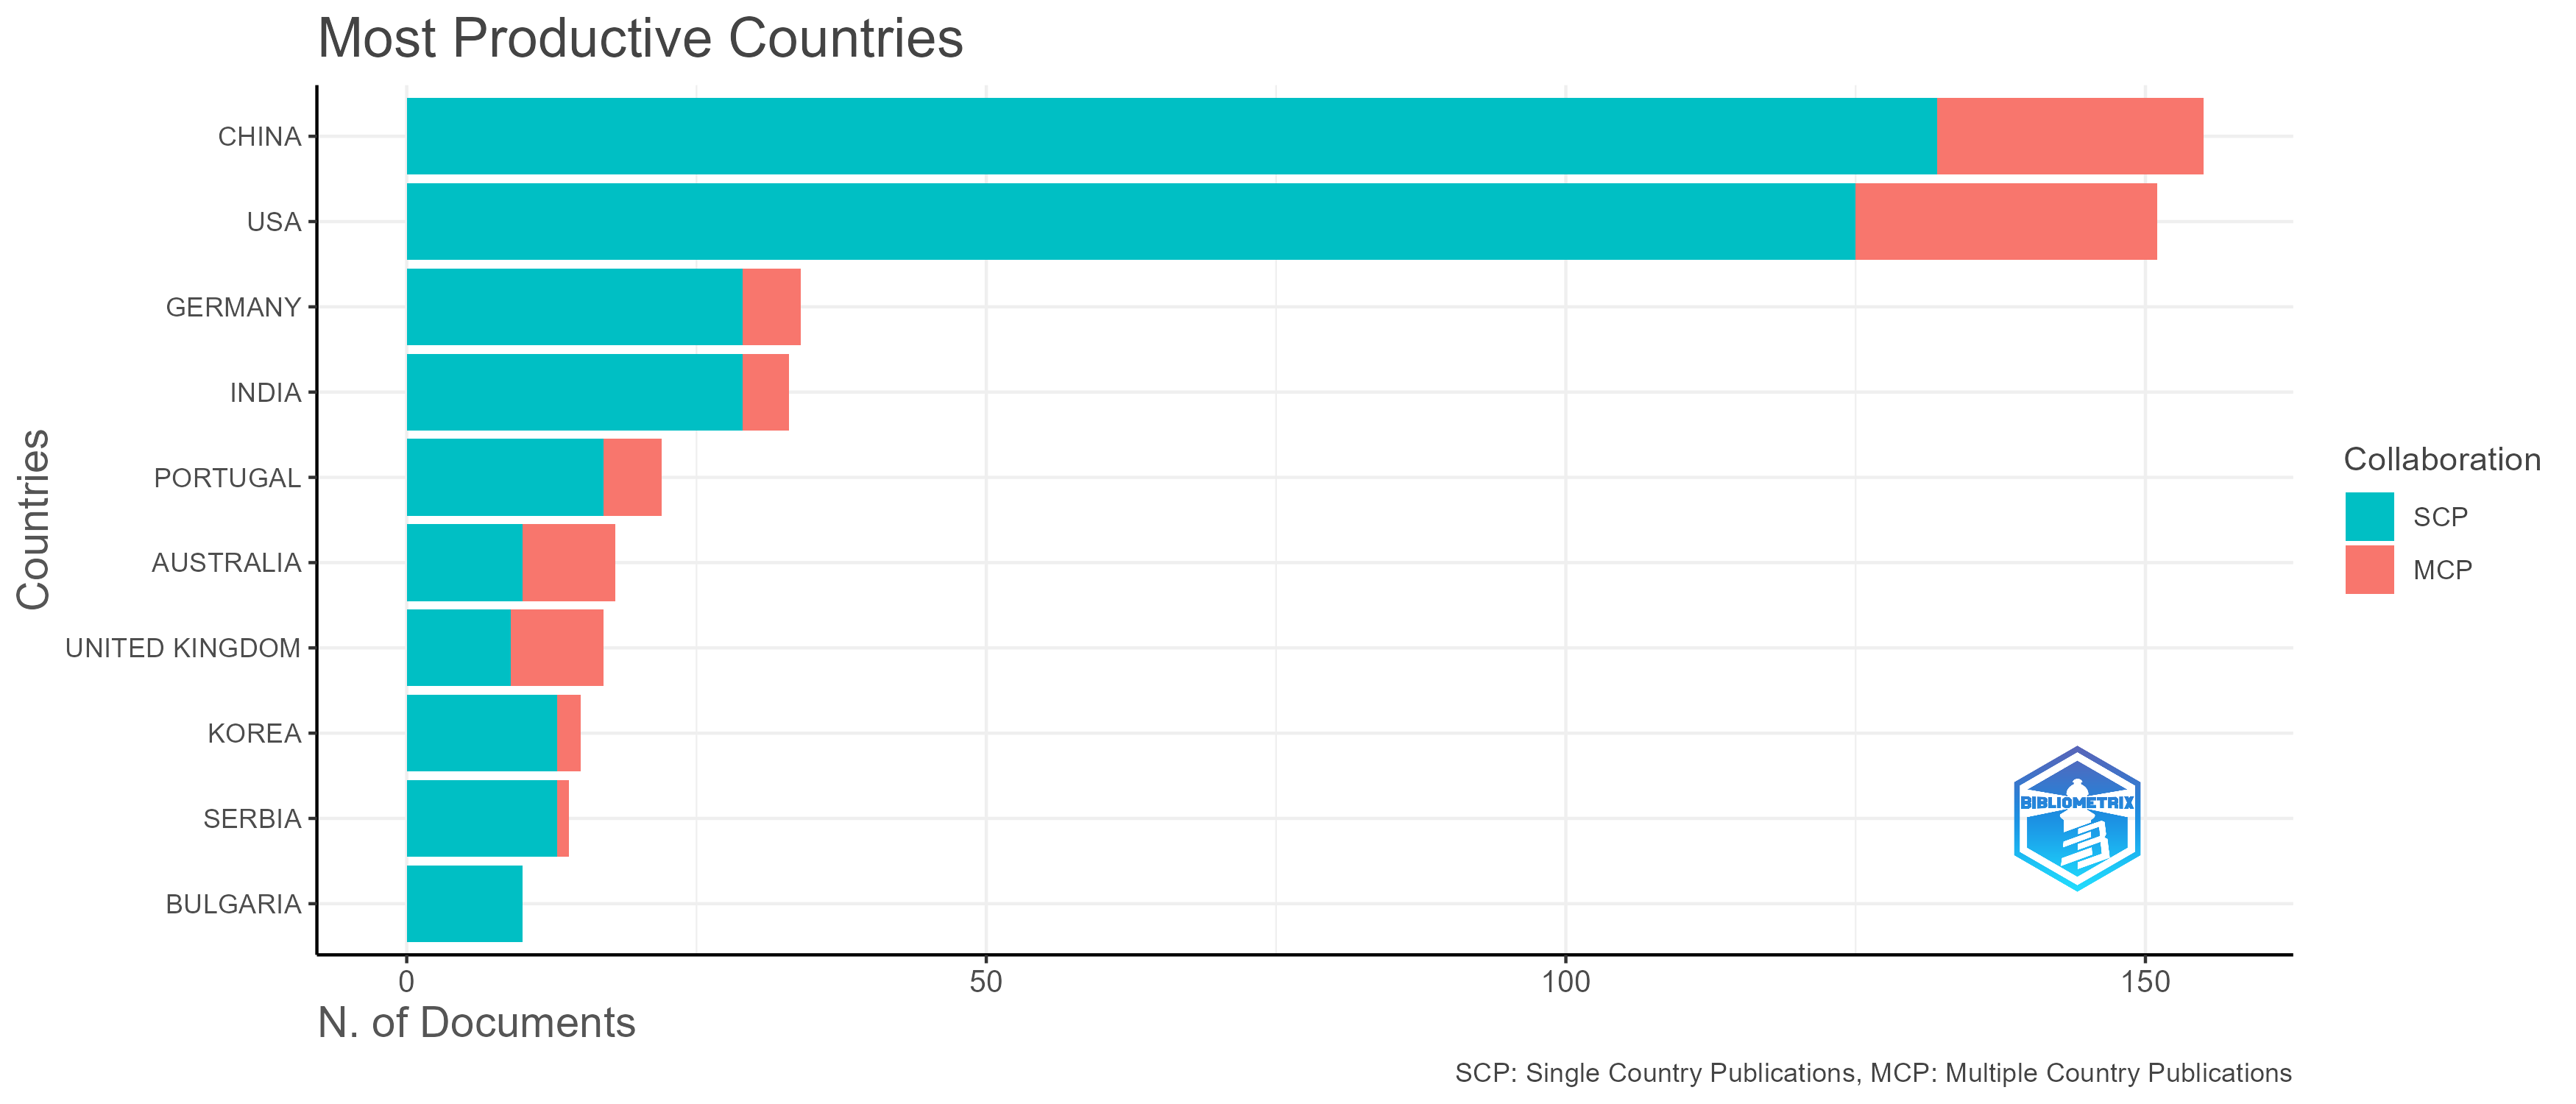 Most Productive Countries
CHINA
USA
GERMANY
INDIA
PORTUGAL
AUSTRALIA
UNITED KINGDOM
KOREA
SERBIA
BULGARIA
Countries
0 50 100 150
N. of Documents
Collaboration
SCP
MCP
BIBLIOMETRIX
SCP: Single Country Publications, MCP: Multiple Country Publications